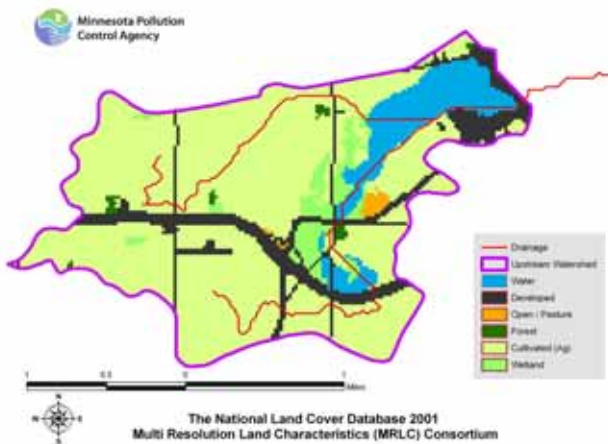 Minnesota Pollution
Control Agency
Drainage
Upstream Watershed
Water
Developed
Open / Pasture
Forest
Cultivated (Ag)
Wetland
1 0.5 0 1
Miles
N
W E
S
The National Land Cover Database 2001
Multi Resolution Land Characteristics (MRLC) Consortium